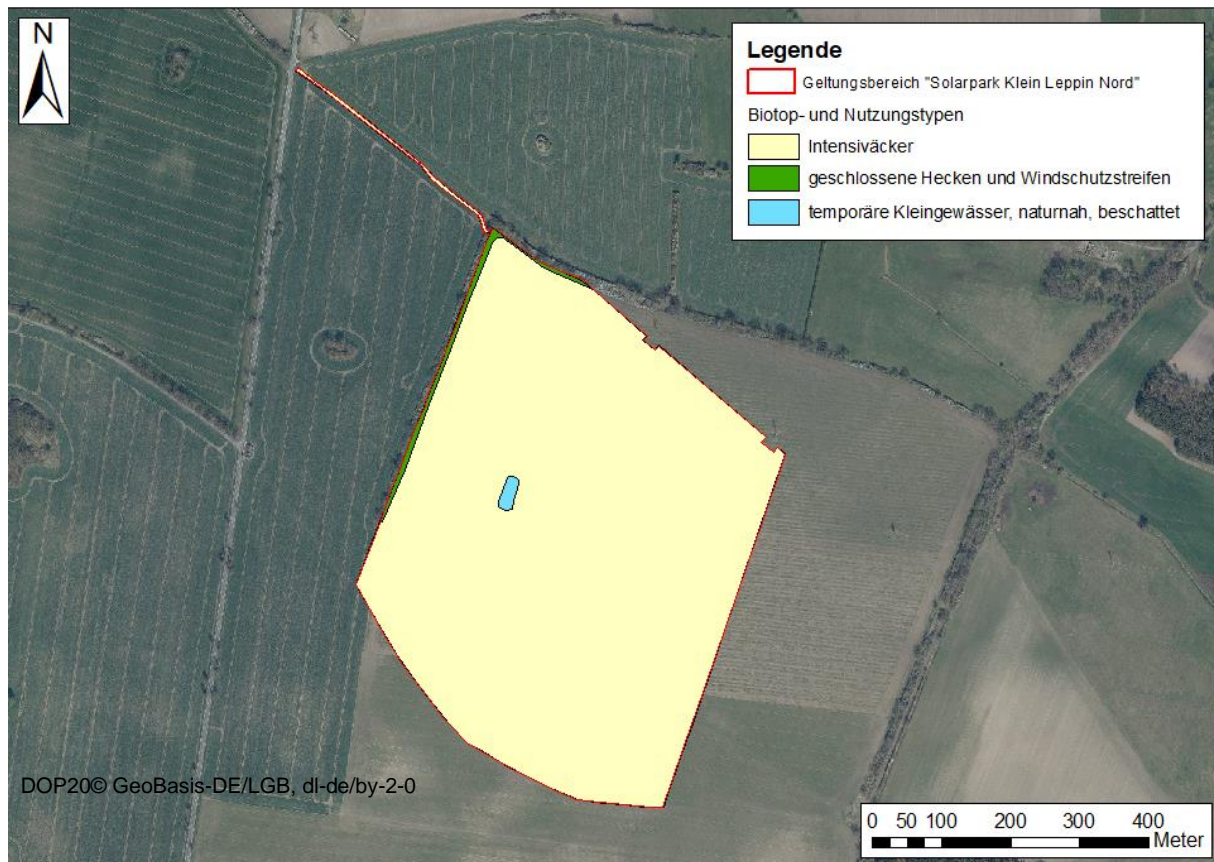 N
Legende
Geltungsbereich "Solarpark Klein Leppin Nord"
Biotop- und Nutzungstypen
Intensiväcker
geschlossene Hecken und Windschutzstreifen
temporäre Kleingewässer, naturnah, beschattet
DOP20© GeoBasis-DE/LGB, dl-de/by-2-0
0 50 100 200 300 400
Meter